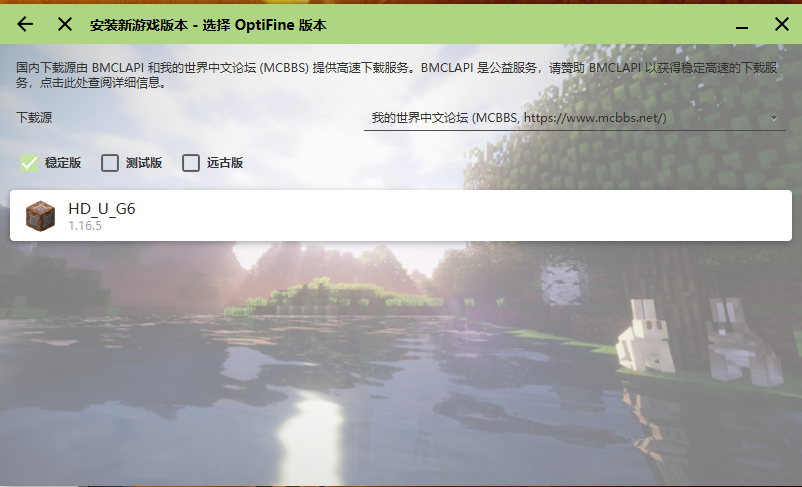 安装新游戏版本 - 选择 OptiFine 版本
国内下载源由 BMCLAPI 和我的世界中文论坛 (MCBBS) 提供高速下载服务。BMCLAPI 是公益服务，请赞助 BMCLAPI 以获得稳定高速的下载服
务，点击此处查阅详细信息。
下载源 我的世界中文论坛 (MCBBS, https://www.mcbbs.net/)
稳定版 测试版 远古版
HD_U_G6
1.16.5